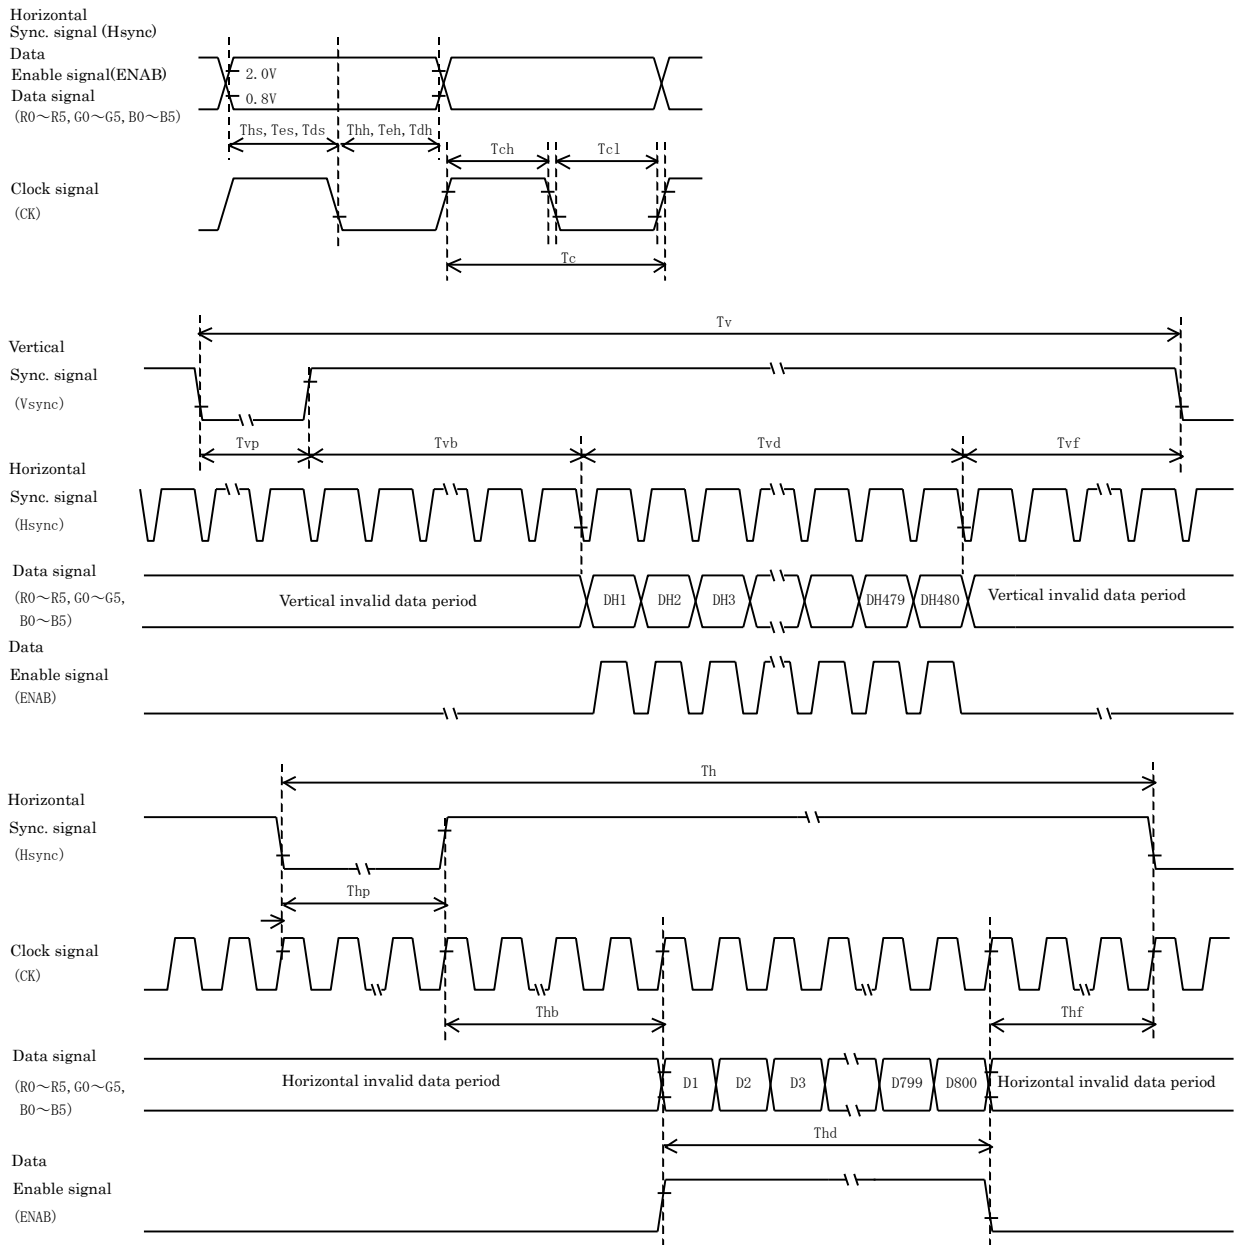 Horizontal
Sync. signal (Hsync)
Data
Enable signal(ENAB)
Data signal
(R0～R5, G0～G5, B0～B5)
2.0V
0.8V
Ths, Tes, Tds
Thh, Teh, Tdh
Tch
Tcl
Clock signal
(CK)
Tc
Tv
Vertical
Sync. signal
(Vsync)
Tvp
Tvb
Tvd
Tvf
Horizontal
Sync. signal
(Hsync)
Data signal
(R0～R5, G0～G5,
B0～B5)
Vertical invalid data period
DH1
DH2
DH3
DH479
DH480
Vertical invalid data period
Data
Enable signal
(ENAB)
Th
Horizontal
Sync. signal
(Hsync)
Thp
Clock signal
(CK)
Thb
Thf
Data signal
(R0～R5, G0～G5,
B0～B5)
Horizontal invalid data period
D1
D2
D3
D799
D800
Horizontal invalid data period
Thd
Data
Enable signal
(ENAB)